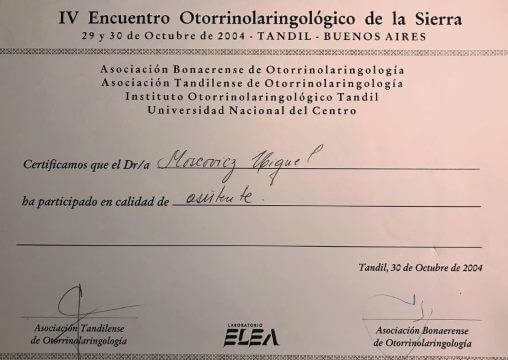 IV Encuentro Otorrinolaringológico de la Sierra
29 y 30 de Octubre de 2004 - TANDIL - BUENOS AIRES
Asociación Bonaerense de Otorrinolaringología
Asociación Tandilense de Otorrinolaringología
Instituto Otorrinolaringológico Tandil
Universidad Nacional del Centro
Certificamos que el Dr/a Moscovicz Miguel
ha participado en calidad de asistente.
Tandil, 30 de Octubre de 2004
Asociación Tandilense
de Otorrinolaringología
LABORATORIO
ELEA
Asociación Bonaerense
de Otorrinolaringología